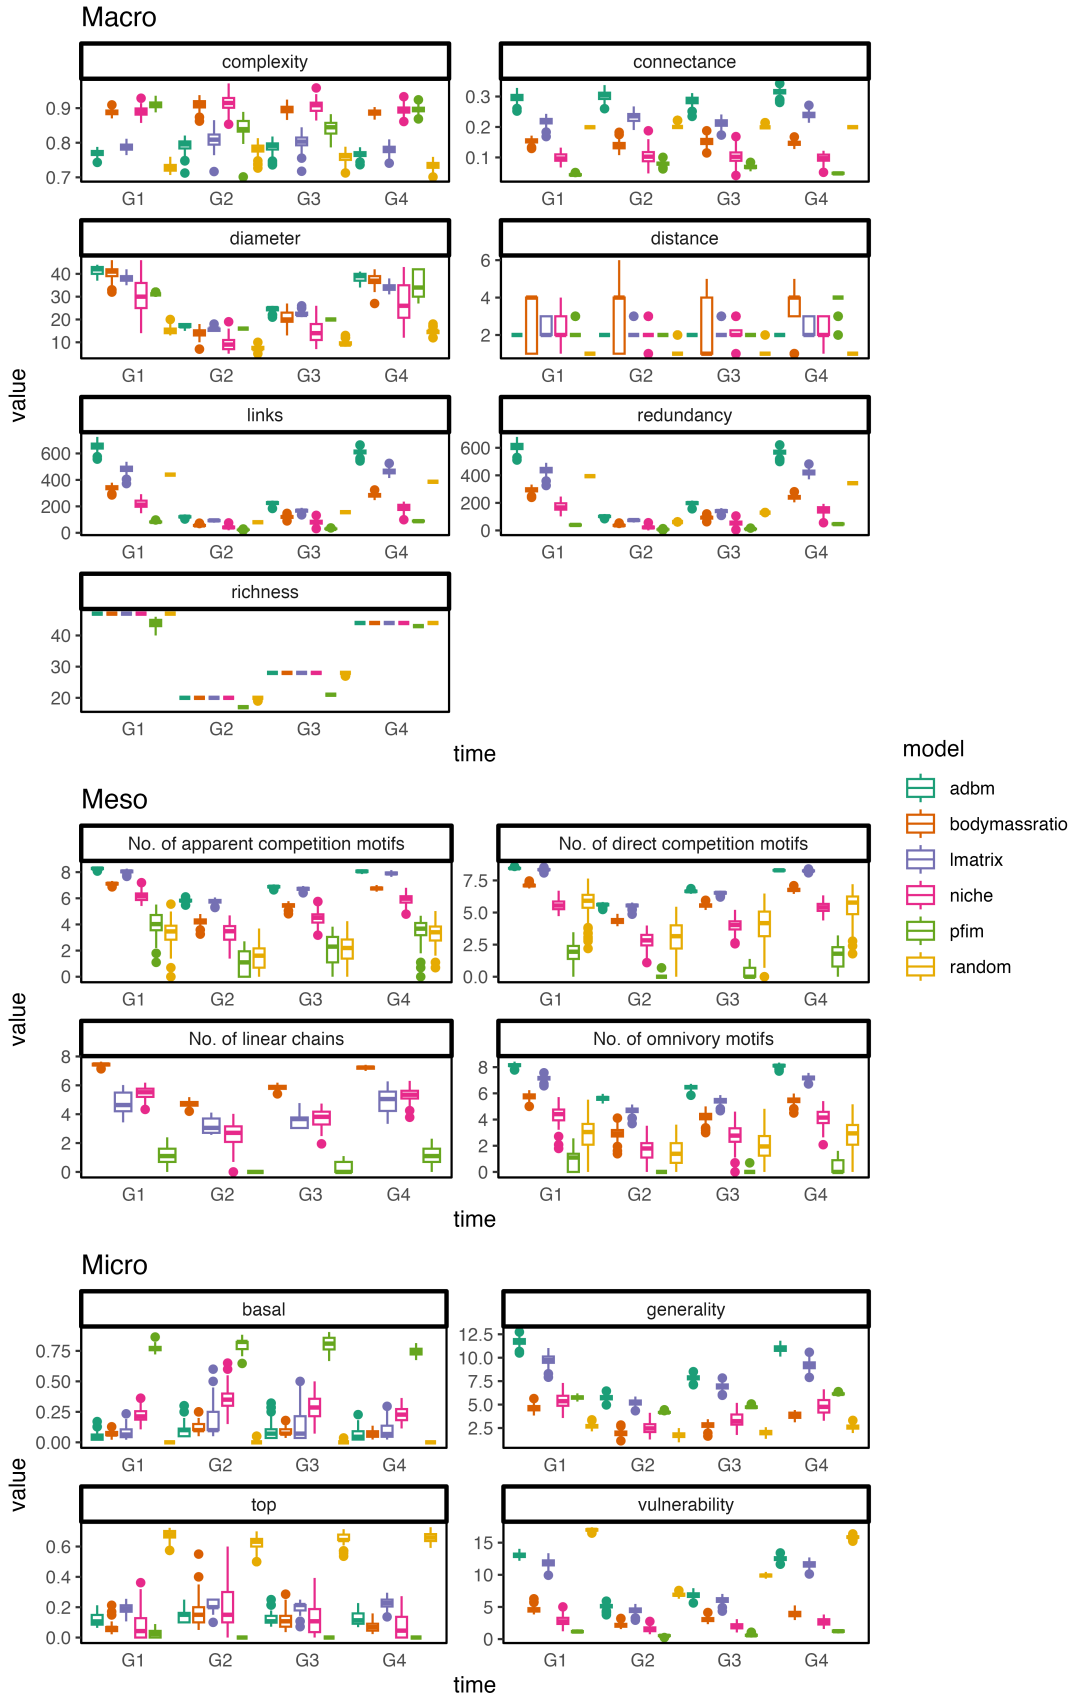 Macro
complexity
connectance
0.9
0.8
0.7
0.3
0.2
0.1
G1 G2 G3 G4
G1 G2 G3 G4
diameter
distance
40
30
20
10
6
4
2
G1 G2 G3 G4
G1 G2 G3 G4
value
links
redundancy
600
400
200
0
600
400
200
0
G1 G2 G3 G4
G1 G2 G3 G4
richness
40
30
20
G1 G2 G3 G4
time
Meso
No. of apparent competition motifs
No. of direct competition motifs
8
6
4
2
0
7.5
5.0
2.5
0.0
G1 G2 G3 G4
G1 G2 G3 G4
value
No. of linear chains
No. of omnivory motifs
8
6
4
2
0
8
6
4
2
0
G1 G2 G3 G4
G1 G2 G3 G4
time
Micro
basal
generality
0.75
0.50
0.25
0.00
12.5
10.0
7.5
5.0
2.5
G1 G2 G3 G4
G1 G2 G3 G4
value
top
vulnerability
0.6
0.4
0.2
0.0
15
10
5
0
G1 G2 G3 G4
G1 G2 G3 G4
time
model
adbm
bodymassratio
lmatrix
niche
pfim
random